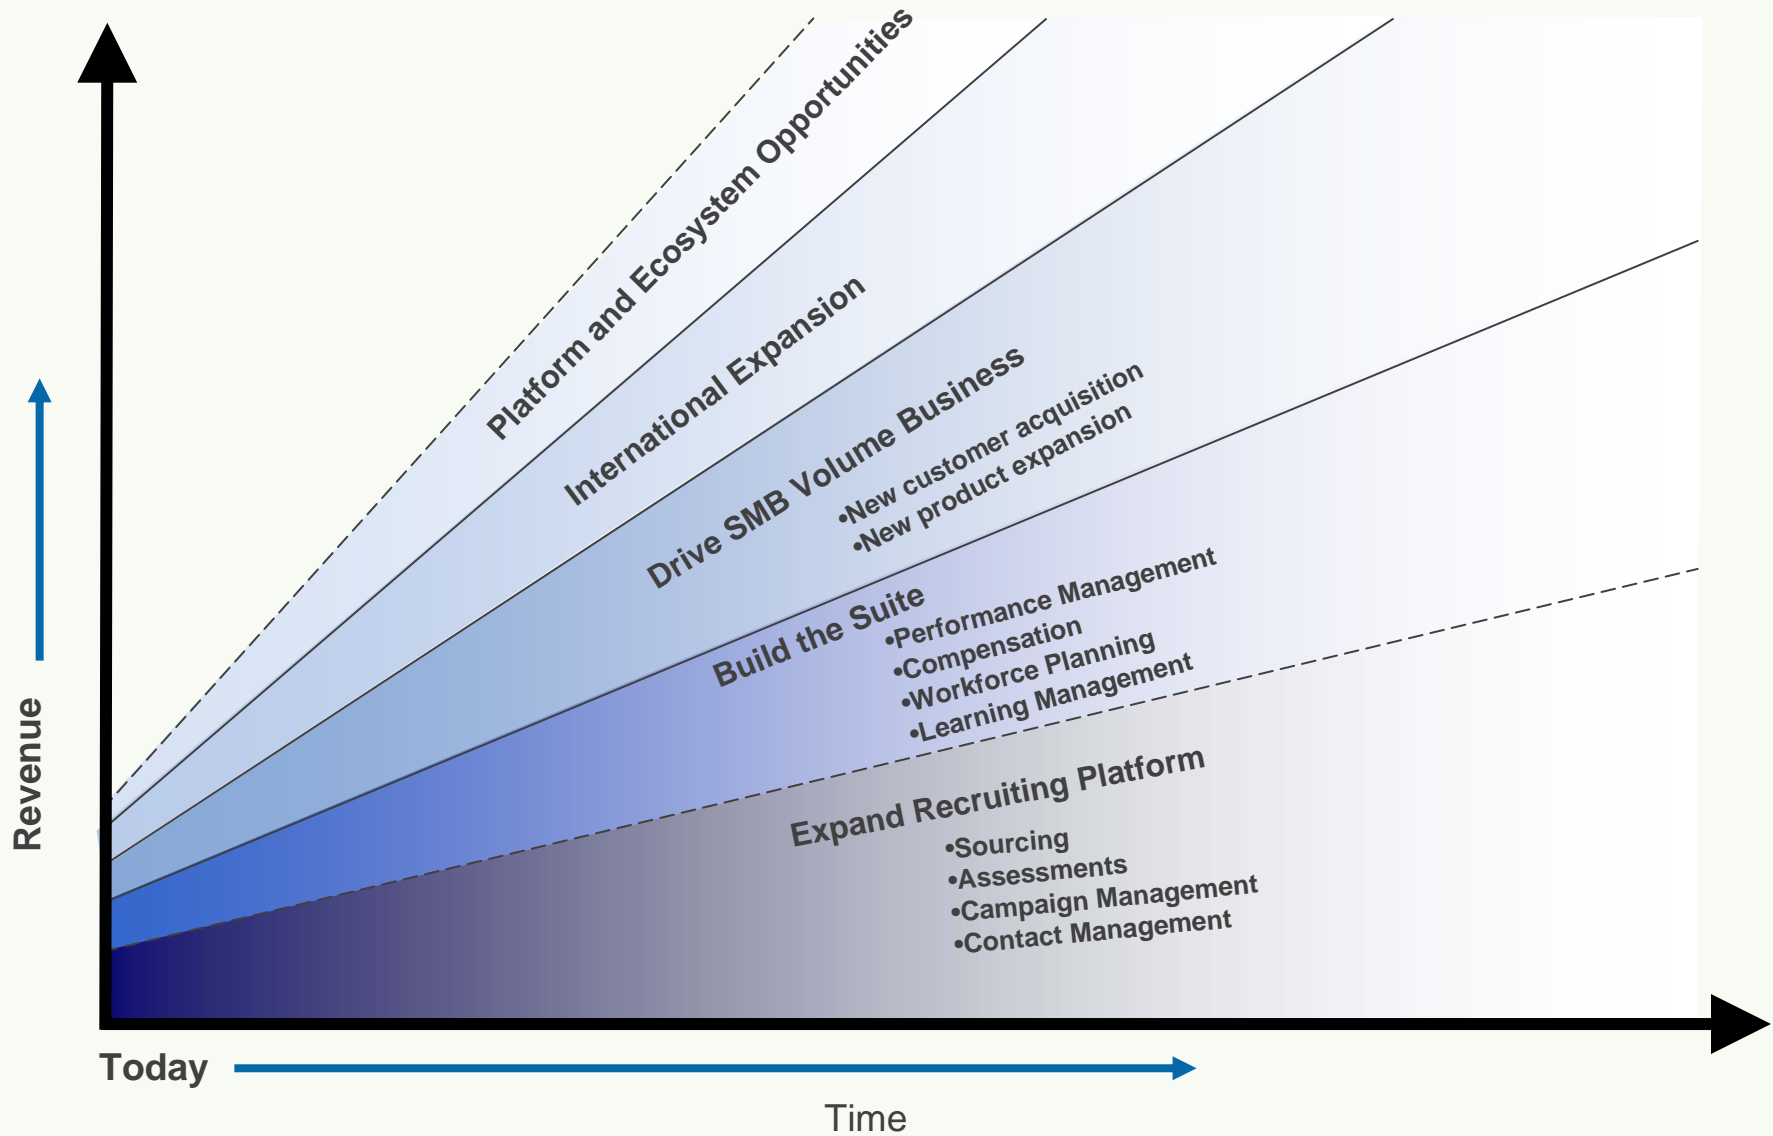 Platform and Ecosystem Opportunities
International Expansion
Drive SMB Volume Business
•New customer acquisition
•New product expansion
Build the Suite
•Performance Management
•Compensation
•Workforce Planning
•Learning Management
Expand Recruiting Platform
•Sourcing
•Assessments
•Campaign Management
•Contact Management
Revenue
Today
Time